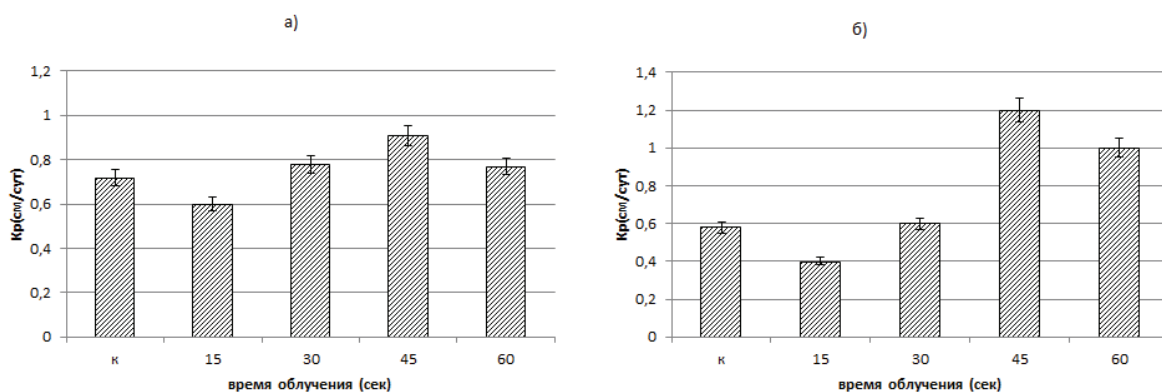 а)
1,2
1
0,8
0,6
0,4
0,2
0
Кр(см/сут)
к 15 30 45 60
время облучения (сек)
б)
1,4
1,2
1
0,8
0,6
0,4
0,2
0
Кр(см/сут)
к 15 30 45 60
время облучения (сек)